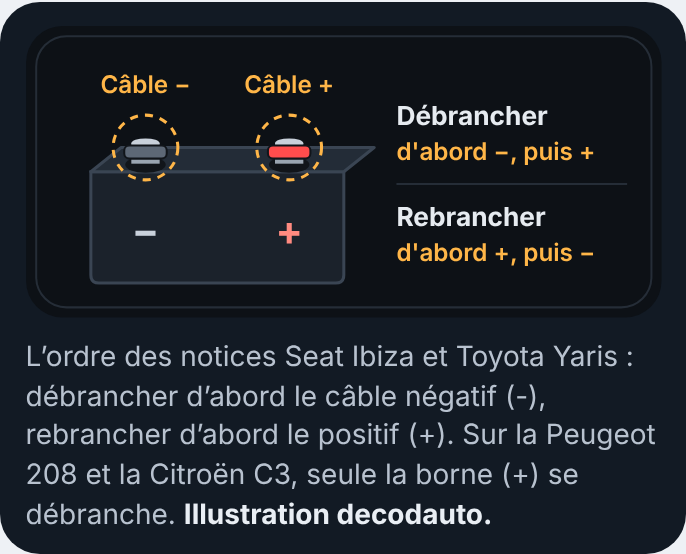 Câble − Câble +
Débrancher
d'abord −, puis +
− +
Rebrancher
d'abord +, puis −
L’ordre des notices Seat Ibiza et Toyota Yaris :
débrancher d’abord le câble négatif (-),
rebrancher d’abord le positif (+). Sur la Peugeot
208 et la Citroën C3, seule la borne (+) se
débranche. Illustration decodauto.